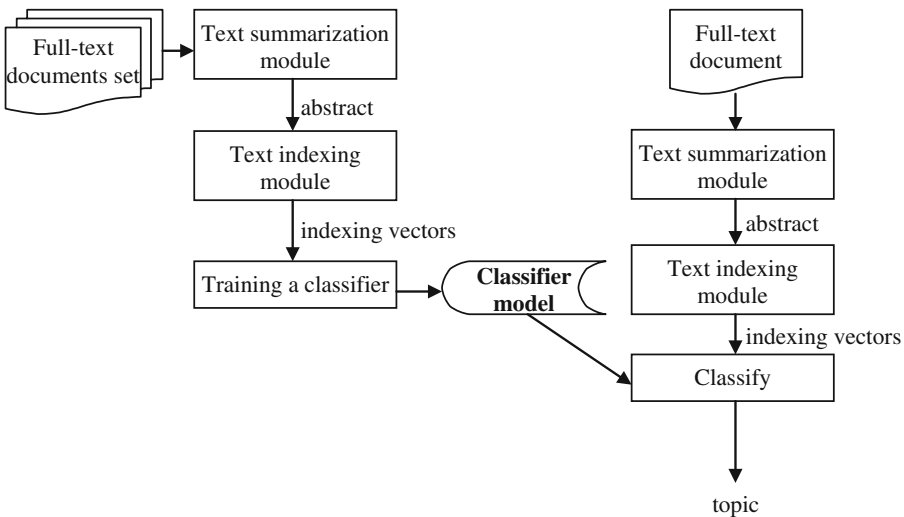 Full-text
documents set
Text summarization
module
abstract
Text indexing
module
indexing vectors
Training a classifier
Classifier
model
Full-text
document
Text summarization
module
abstract
Text indexing
module
indexing vectors
Classify
topic